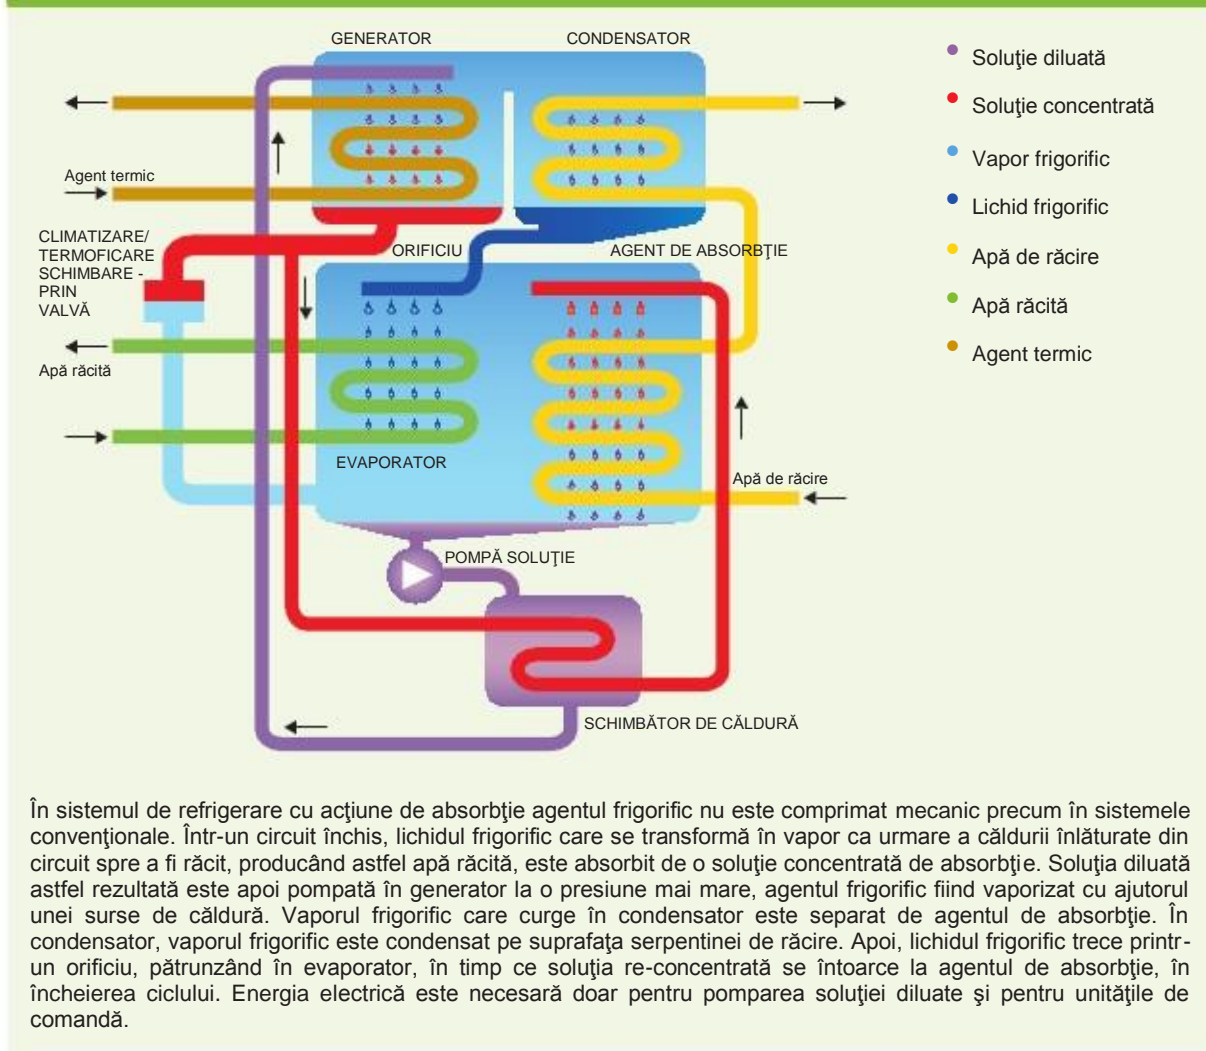 GENERATOR
CONDENSATOR
Agent termic
CLIMATIZARE/
TERMOFICARE
SCHIMBARE -
PRIN
VALVĂ
ORIFICIU
AGENT DE ABSORBŢIE
Apă răcită
EVAPORATOR
Apă de răcire
POMPĂ SOLUŢIE
SCHIMBĂTOR DE CĂLDURĂ
Soluţie diluată
Soluţie concentrată
Vapor frigorific
Lichid frigorific
Apă de răcire
Apă răcită
Agent termic
În sistemul de refrigerare cu acţiune de absorbţie agentul frigorific nu este comprimat mecanic precum în sistemele
convenţionale. Într-un circuit închis, lichidul frigorific care se transformă în vapor ca urmare a căldurii înlăturate din
circuit spre a fi răcit, producând astfel apă răcită, este absorbit de o soluţie concentrată de absorbţie. Soluţia diluată
astfel rezultată este apoi pompată în generator la o presiune mai mare, agentul frigorific fiind vaporizat cu ajutorul
unei surse de căldură. Vaporul frigorific care curge în condensator este separat de agentul de absorbţie. În
condensator, vaporul frigorific este condensat pe suprafaţa serpentinei de răcire. Apoi, lichidul frigorific trece printr-
un orificiu, pătrunzând în evaporator, în timp ce soluţia re-concentrată se întoarce la agentul de absorbţie, în
încheierea ciclului. Energia electrică este necesară doar pentru pomparea soluţiei diluate şi pentru unităţile de
comandă.